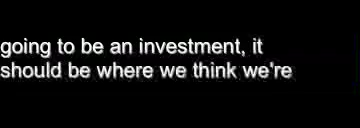 going to be an investment, it
should be where we think we're